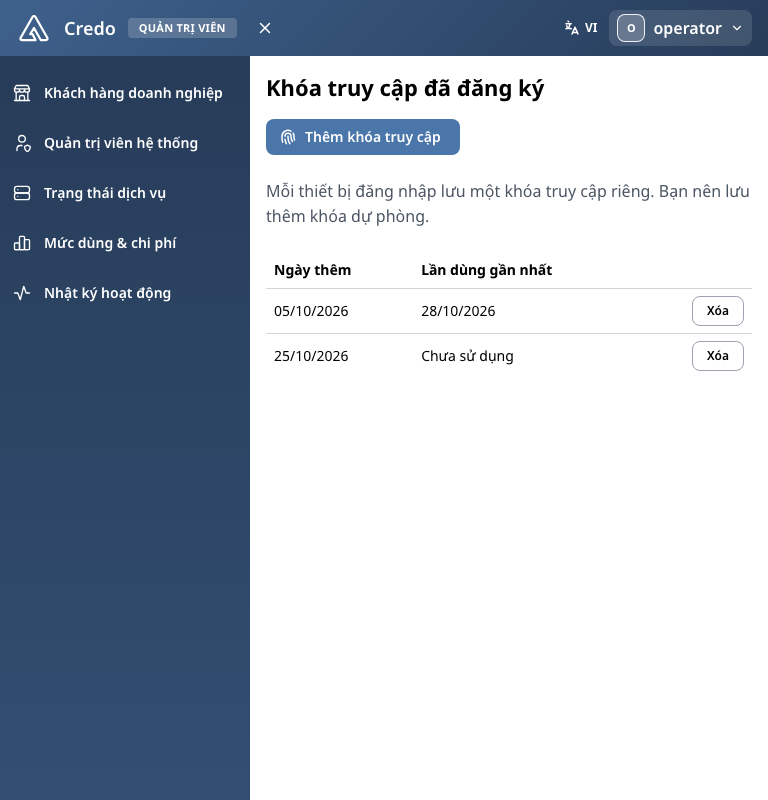 Credo
QUẢN TRỊ VIÊN
VI
O
operator
Khách hàng doanh nghiệp
Quản trị viên hệ thống
Trạng thái dịch vụ
Mức dùng & chi phí
Nhật ký hoạt động
Khóa truy cập đã đăng ký
Thêm khóa truy cập
Mỗi thiết bị đăng nhập lưu một khóa truy cập riêng. Bạn nên lưu
thêm khóa dự phòng.
Ngày thêm Lần dùng gần nhất
05/10/2026 28/10/2026 Xóa
25/10/2026 Chưa sử dụng Xóa